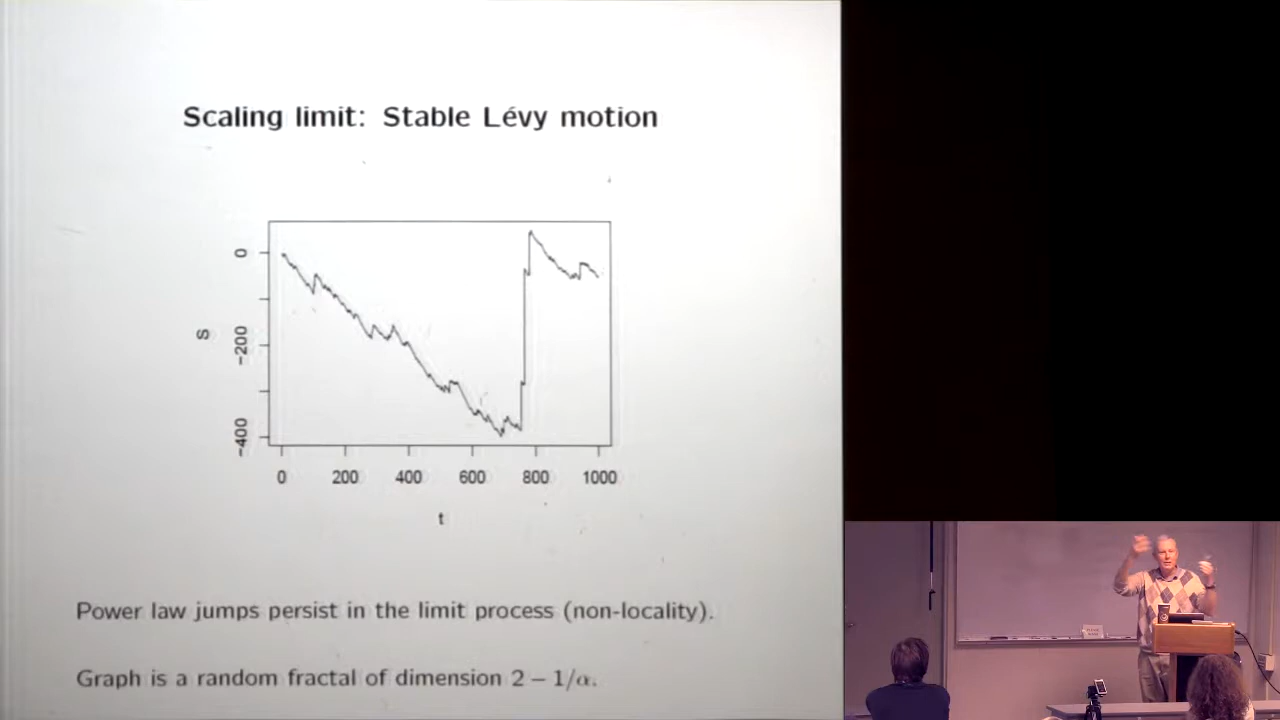 Scaling limit: Stable Lévy motion
0
-200
-400
S
0 200 400 600 800 1000
t
Power law jumps persist in the limit process (non-locality).
Graph is a random fractal of dimension 2 − 1/α.